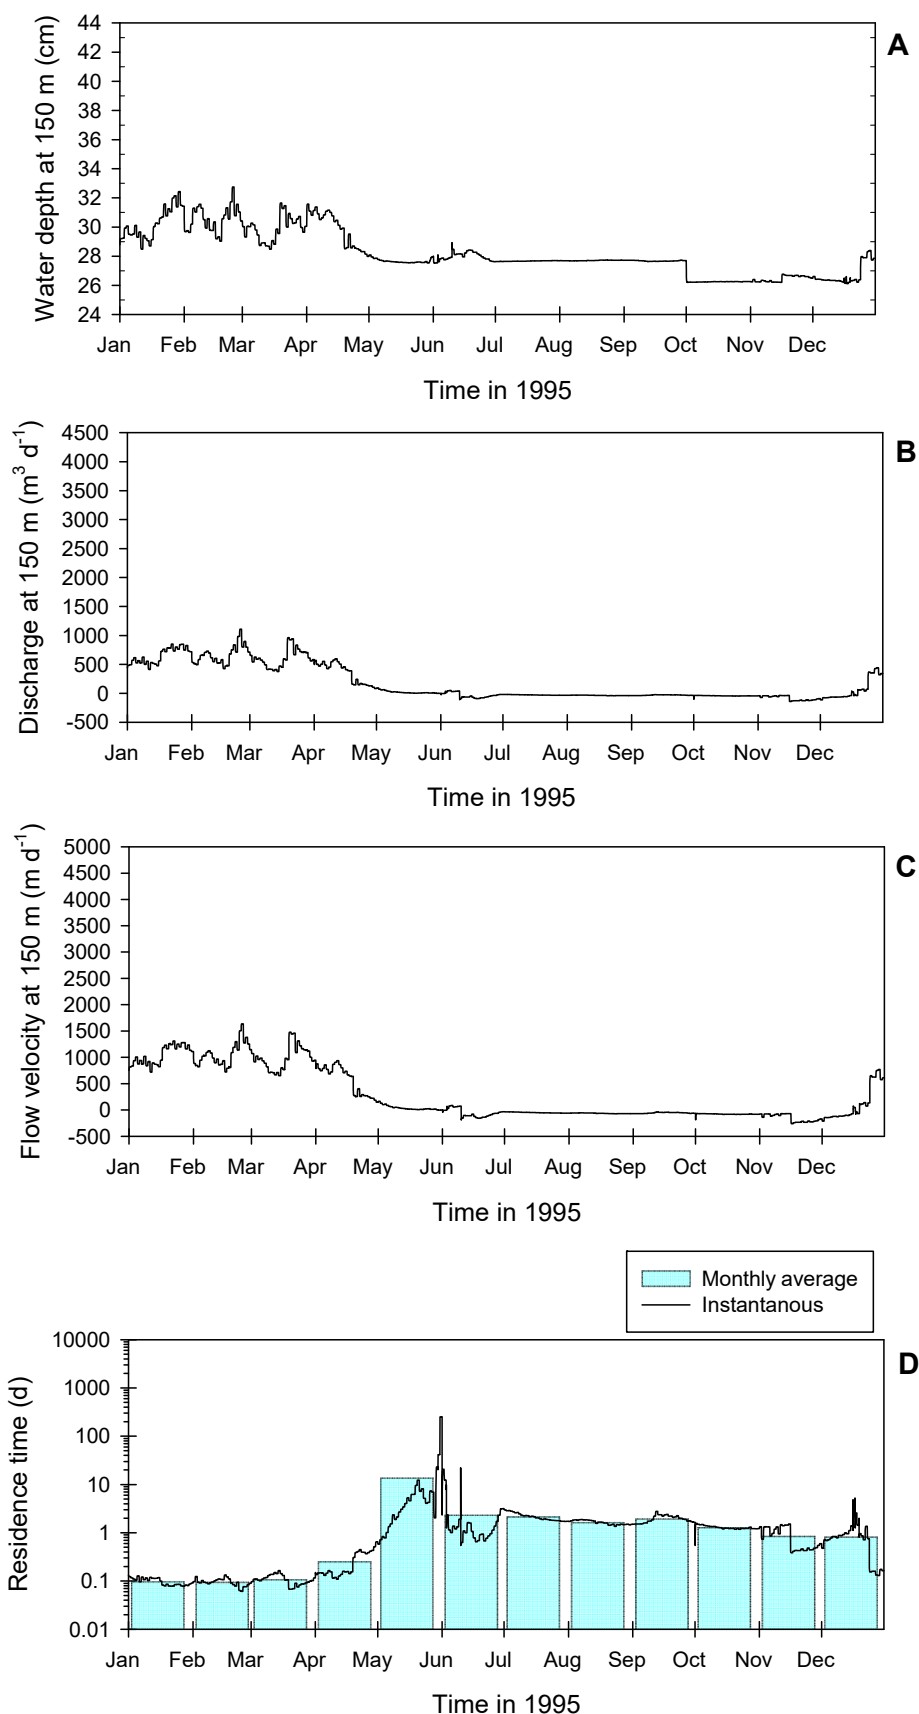 A
Water depth at 150 m (cm)
44
42
40
38
36
34
32
30
28
26
24
Jan Feb Mar Apr May Jun Jul Aug Sep Oct Nov Dec
Time in 1995
B
Discharge at 150 m (m³ d⁻¹)
4500
4000
3500
3000
2500
2000
1500
1000
500
0
-500
Jan Feb Mar Apr May Jun Jul Aug Sep Oct Nov Dec
Time in 1995
C
Flow velocity at 150 m (m d⁻¹)
5000
4500
4000
3500
3000
2500
2000
1500
1000
500
0
-500
Jan Feb Mar Apr May Jun Jul Aug Sep Oct Nov Dec
Time in 1995
Monthly average
Instantanous
D
Residence time (d)
10000
1000
100
10
1
0.1
0.01
Jan Feb Mar Apr May Jun Jul Aug Sep Oct Nov Dec
Time in 1995